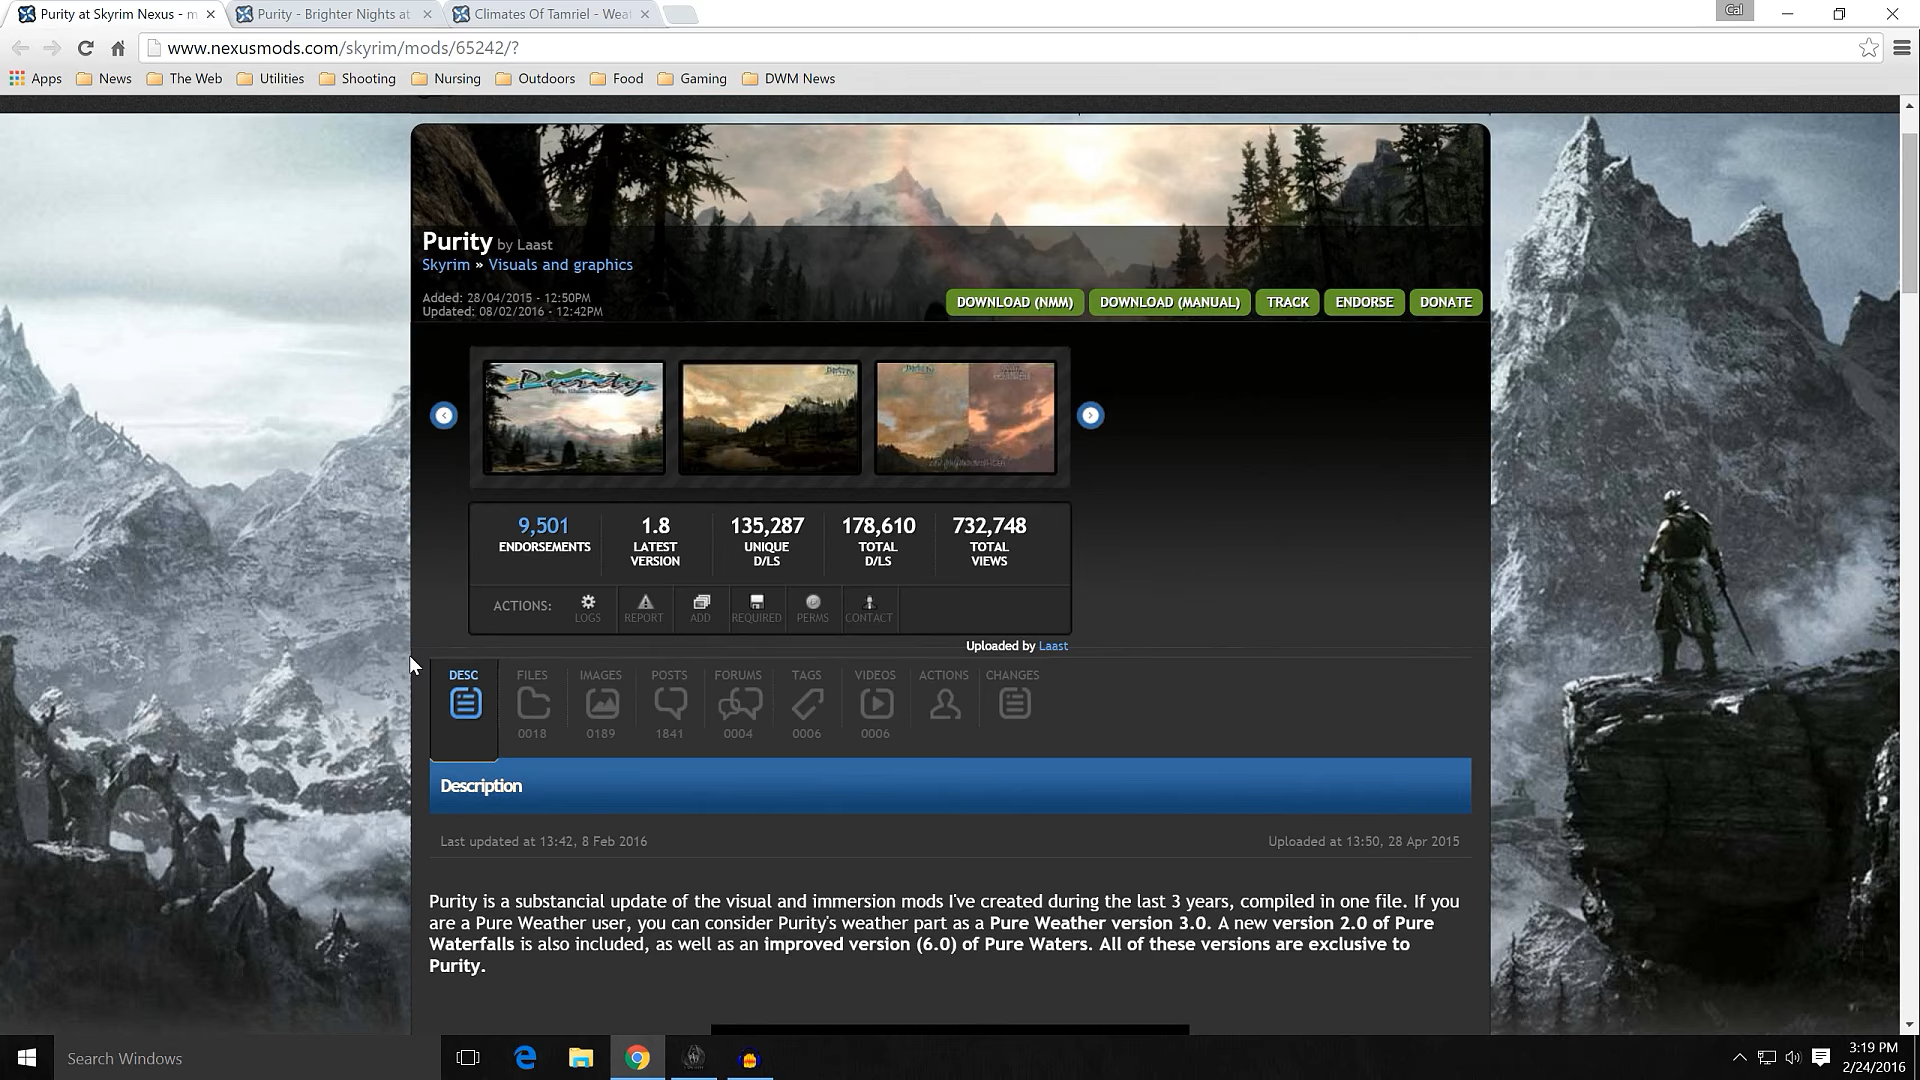 Purity at Skyrim Nexus - m
Purity - Brighter Nights at
Climates Of Tamriel - Weat
Cal
www.nexusmods.com/skyrim/mods/65242/?
Apps News The Web Utilities Shooting Nursing Outdoors Food Gaming DWM News
Purity by Laast
Skyrim » Visuals and graphics
Added: 28/04/2015 - 12:50PM
Updated: 08/02/2016 - 12:42PM
DOWNLOAD (NMM) DOWNLOAD (MANUAL) TRACK ENDORSE DONATE
Purity
9,501 1.8 135,287 178,610 732,748
ENDORSEMENTS LATEST UNIQUE TOTAL TOTAL
VERSION D/LS D/LS VIEWS
ACTIONS: LOGS REPORT ADD REQUIRED PERMS CONTACT
Uploaded by Laast
DESC FILES IMAGES POSTS FORUMS TAGS VIDEOS ACTIONS CHANGES
0018 0189 1841 0004 0006 0006
Description
Last updated at 13:42, 8 Feb 2016 Uploaded at 13:50, 28 Apr 2015
Purity is a substancial update of the visual and immersion mods I've created during the last 3 years, compiled in one file. If you
are a Pure Weather user, you can consider Purity's weather part as a Pure Weather version 3.0. A new version 2.0 of Pure
Waterfalls is also included, as well as an improved version (6.0) of Pure Waters. All of these versions are exclusive to
Purity.
Search Windows
3:19 PM
2/24/2016